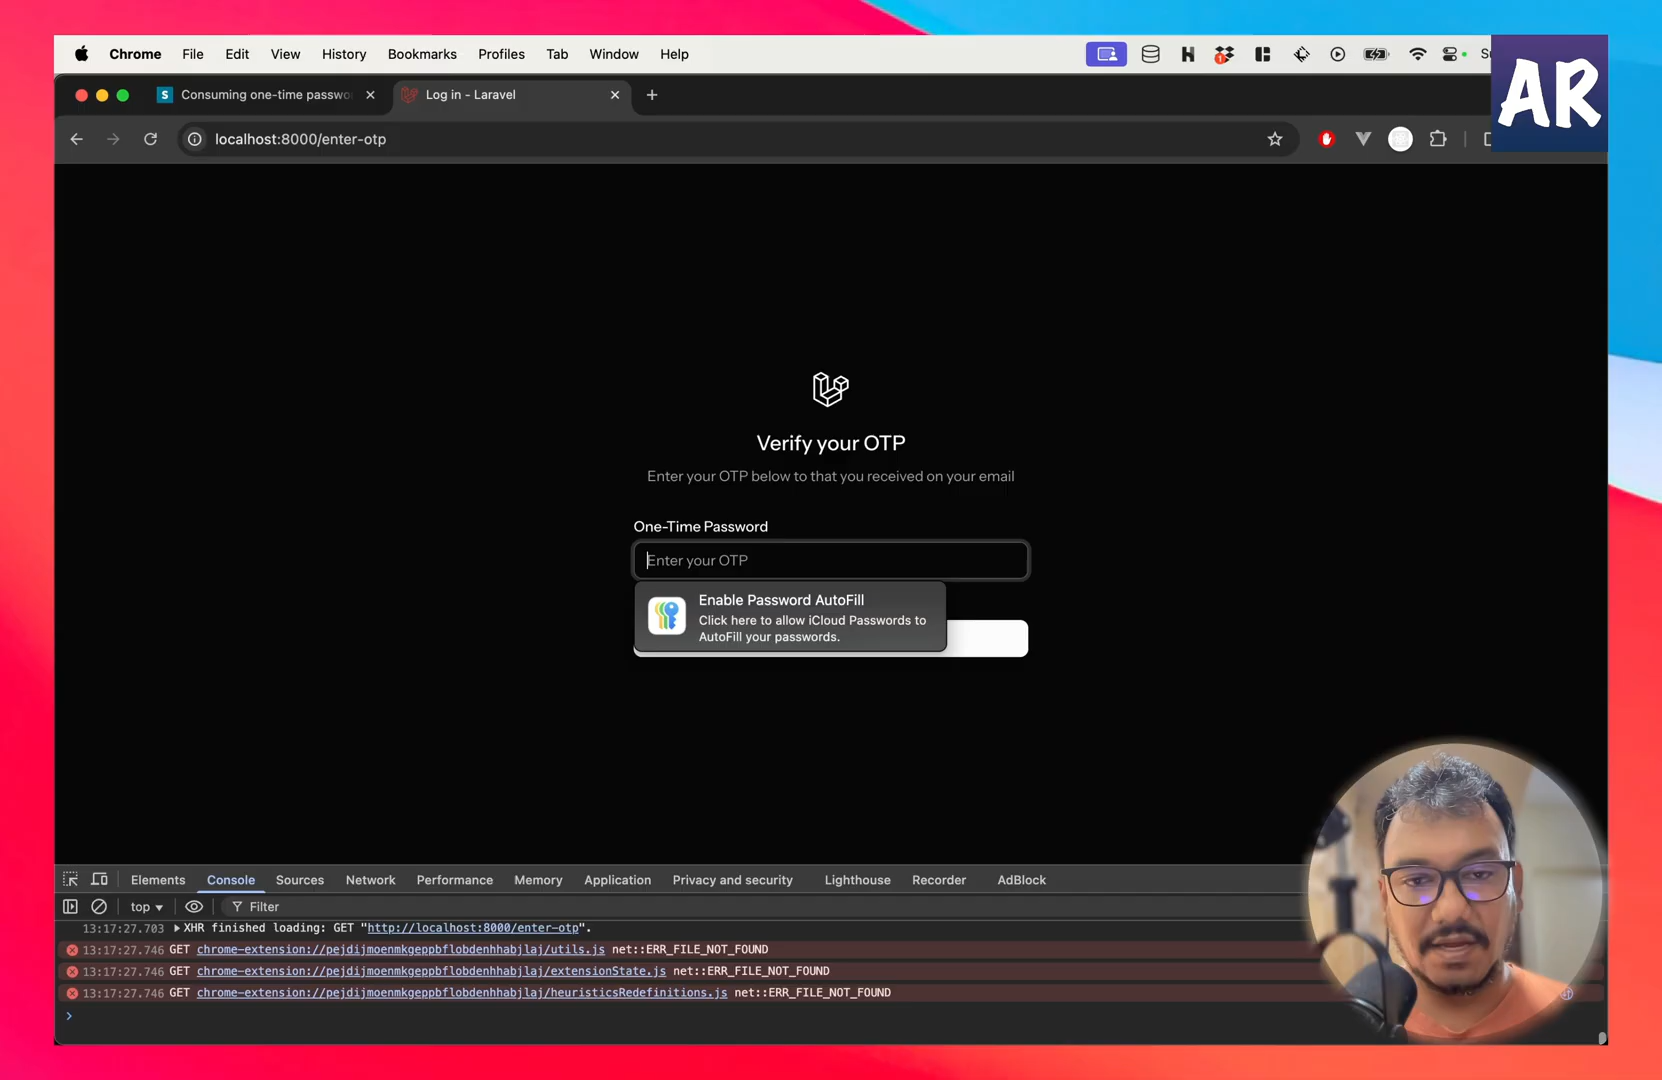 Chrome File Edit View History Bookmarks Profiles Tab Window Help
AR
S Consuming one-time passwo
Log in - Laravel
localhost:8000/enter-otp
Verify your OTP
Enter your OTP below to that you received on your email
One-Time Password
Enter your OTP
Enable Password AutoFill
Click here to allow iCloud Passwords to
AutoFill your passwords.
Elements Console Sources Network Performance Memory Application Privacy and security Lighthouse Recorder AdBlock
top Filter
13:17:27.703 XHR finished loading: GET "http://localhost:8000/enter-otp".
13:17:27.746 GET chrome-extension://pejdijmoenmkgeppbflobdenhhabjlaj/utils.js net::ERR_FILE_NOT_FOUND
13:17:27.746 GET chrome-extension://pejdijmoenmkgeppbflobdenhhabjlaj/extensionState.js net::ERR_FILE_NOT_FOUND
13:17:27.746 GET chrome-extension://pejdijmoenmkgeppbflobdenhhabjlaj/heuristicsRedefinitions.js net::ERR_FILE_NOT_FOUND